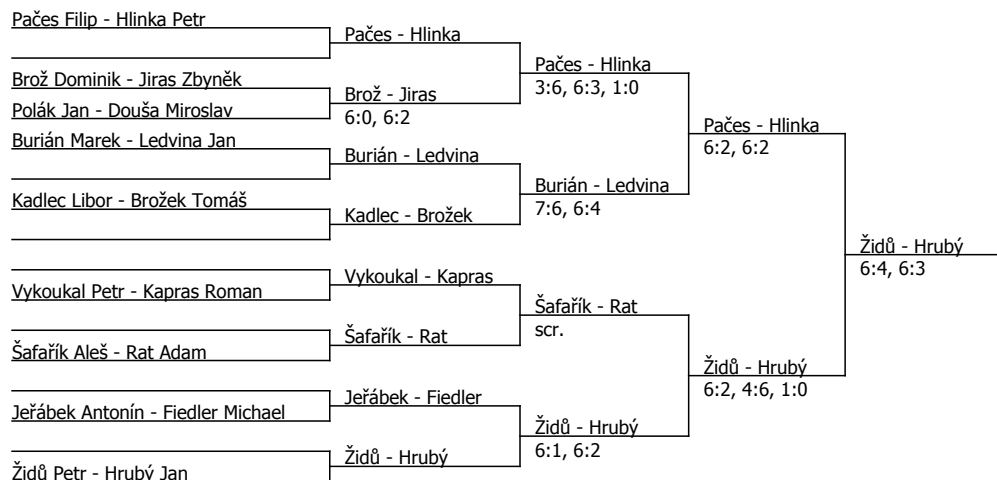 Pačes Filip - Hlinka Petr
Brož Dominik - Jiras Zbyněk
Polák Jan - Douša Miroslav
Burián Marek - Ledvina Jan
Kadlec Libor - Brožek Tomáš
Vykoukal Petr - Kapras Roman
Šafařík Aleš - Rat Adam
Jeřábek Antonín - Fiedler Michael
Židů Petr - Hrubý Jan
Pačes - Hlinka
Brož - Jiras
6:0, 6:2
Burián - Ledvina
Kadlec - Brožek
Vykoukal - Kapras
Šafařík - Rat
Jeřábek - Fiedler
Židů - Hrubý
Pačes - Hlinka
3:6, 6:3, 1:0
Burián - Ledvina
7:6, 6:4
Šafařík - Rat
scr.
Židů - Hrubý
6:1, 6:2
Pačes - Hlinka
6:2, 6:2
Židů - Hrubý
6:2, 4:6, 1:0
Židů - Hrubý
6:4, 6:3